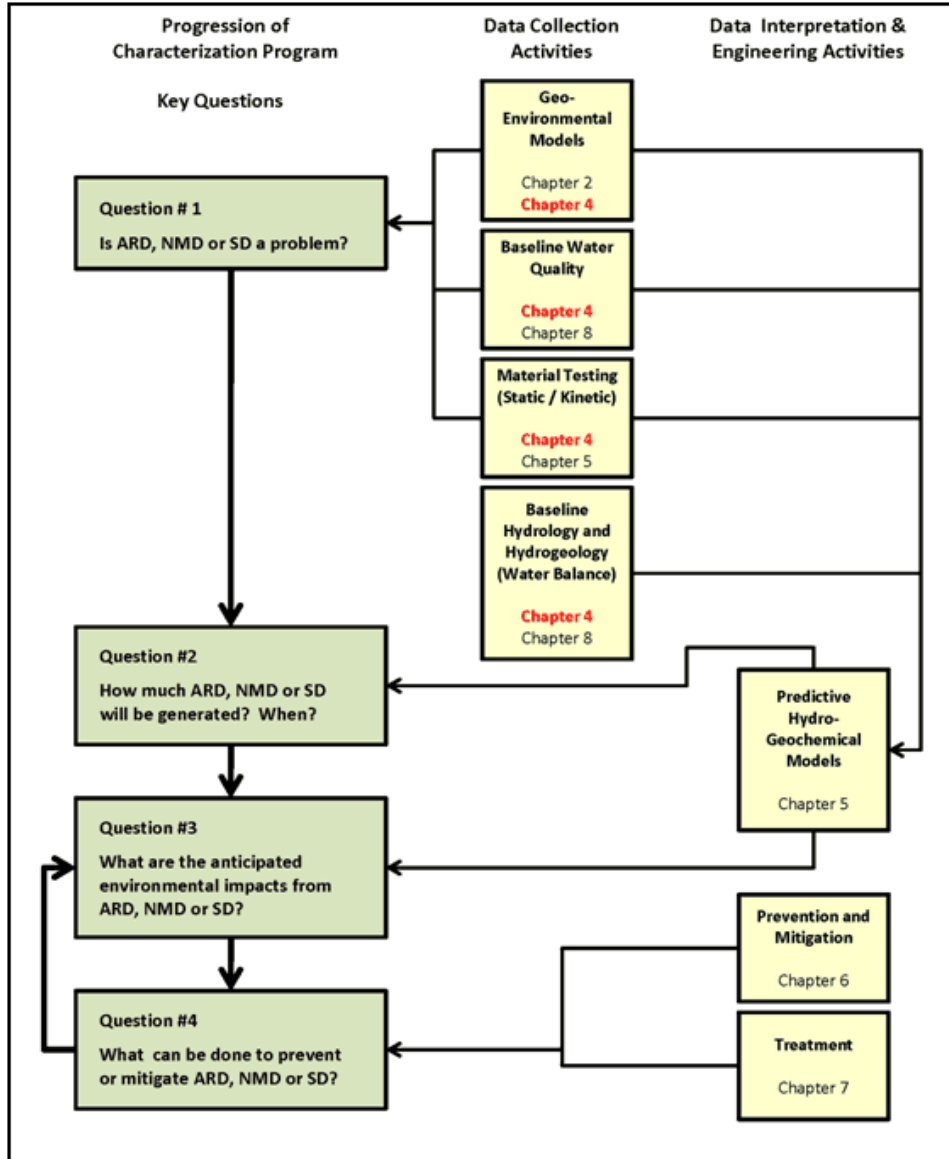 Progression of
Characterization Program
Key Questions
Data Collection
Activities
Data Interpretation &
Engineering Activities
Geo-
Environmental
Models
Chapter 2
Chapter 4
Question # 1
Is ARD, NMD or SD a problem?
Baseline Water
Quality
Chapter 4
Chapter 8
Material Testing
(Static / Kinetic)
Chapter 4
Chapter 5
Baseline
Hydrology and
Hydrogeology
(Water Balance)
Chapter 4
Chapter 8
Question #2
How much ARD, NMD or SD
will be generated? When?
Predictive
Hydro-
Geochemical
Models
Chapter 5
Question #3
What are the anticipated
environmental impacts from
ARD, NMD or SD?
Prevention and
Mitigation
Chapter 6
Question #4
What can be done to prevent
or mitigate ARD, NMD or SD?
Treatment
Chapter 7